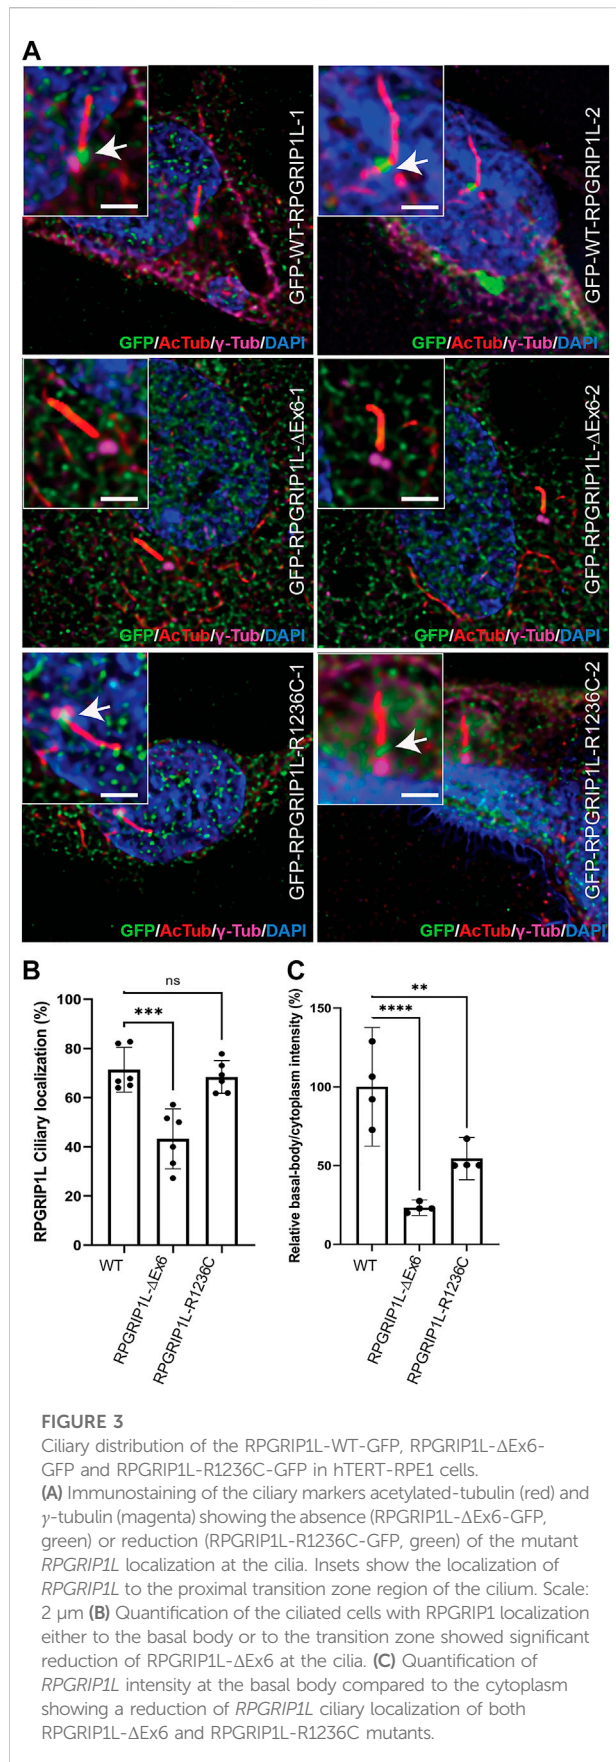 A
GFP-WT-RPGRIP1L-1
GFP/AcTub/γ-Tub/DAPI
GFP-WT-RPGRIP1L-2
GFP/AcTub/γ-Tub/DAPI
GFP-RPGRIP1L-ΔEx6-1
GFP/AcTub/γ-Tub/DAPI
GFP-RPGRIP1L-ΔEx6-2
GFP/AcTub/γ-Tub/DAPI
GFP-RPGRIP1L-R1236C-1
GFP/AcTub/γ-Tub/DAPI
GFP-RPGRIP1L-R1236C-2
GFP/AcTub/γ-Tub/DAPI
B
RPGRIP1L Ciliary localization (%)
100
80
60
40
20
0
ns
***
WT
RPGRIP1L-ΔEx6
RPGRIP1L-R1236C
C
Relative basal-body/cytoplasm intensity (%)
150
100
50
0
**
****
WT
RPGRIP1L-ΔEx6
RPGRIP1L-R1236C
FIGURE 3
Ciliary distribution of the RPGRIP1L-WT-GFP, RPGRIP1L-ΔEx6-
GFP and RPGRIP1L-R1236C-GFP in hTERT-RPE1 cells.
(A) Immunostaining of the ciliary markers acetylated-tubulin (red) and
γ-tubulin (magenta) showing the absence (RPGRIP1L-ΔEx6-GFP,
green) or reduction (RPGRIP1L-R1236C-GFP, green) of the mutant
RPGRIP1L localization at the cilia. Insets show the localization of
RPGRIP1L to the proximal transition zone region of the cilium. Scale:
2 μm (B) Quantification of the ciliated cells with RPGRIP1 localization
either to the basal body or to the transition zone showed significant
reduction of RPGRIP1L-ΔEx6 at the cilia. (C) Quantification of
RPGRIP1L intensity at the basal body compared to the cytoplasm
showing a reduction of RPGRIP1L ciliary localization of both
RPGRIP1L-ΔEx6 and RPGRIP1L-R1236C mutants.